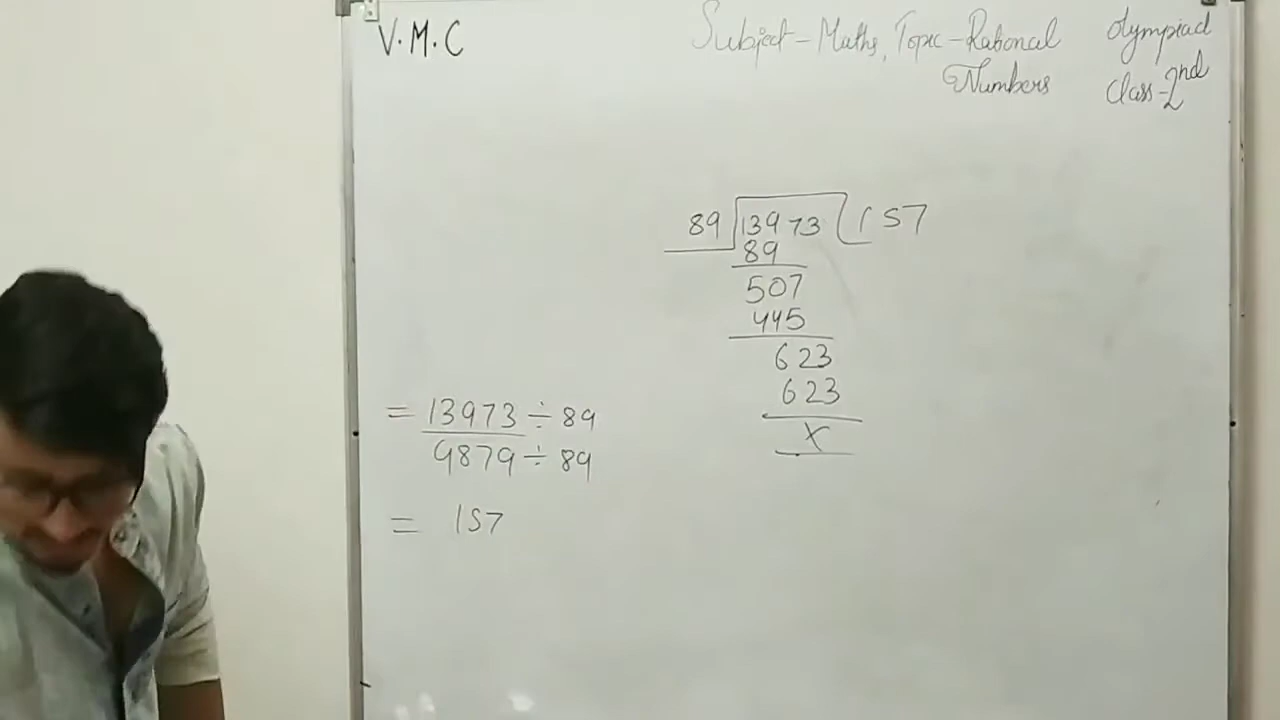 V.M.C
Subject-Maths, Topic-Rational
Numbers
Olympiad
Class-2nd
89 13973 157
89
507
445
623
623
x
= 13973 ÷ 89
9879 ÷ 89
= 157